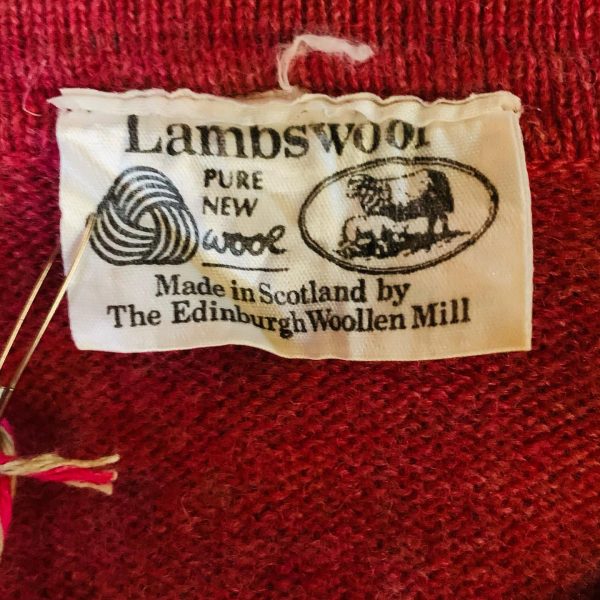 Lambswool
PURE
NEW
wool
Made in Scotland by
The Edinburgh Woollen Mill